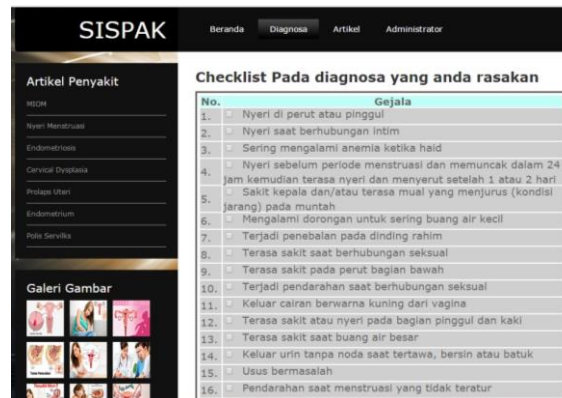 SISPAK
Beranda Diagnosa Artikel Administrator
Artikel Penyakit
MIOM
Nyeri Menstruasi
Endometriosis
Cervical Dysplasia
Prolaps Uteri
Endometrium
Polis Servilks
Galeri Gambar
Checklist Pada diagnosa yang anda rasakan
No. Gejala
1. Nyeri di perut atau pinggul
2. Nyeri saat berhubungan intim
3. Sering mengalami anemia ketika haid
4. Nyeri sebelum periode menstruasi dan memuncak dalam 24
jam kemudian terasa nyeri dan menyerut setelah 1 atau 2 hari
5. Sakit kepala dan/atau terasa mual yang menjurus (kondisi
jarang) pada muntah
6. Mengalami dorongan untuk sering buang air kecil
7. Terjadi penebalan pada dinding rahim
8. Terasa sakit saat berhubungan seksual
9. Terasa sakit pada perut bagian bawah
10. Terjadi pendarahan saat berhubungan seksual
11. Keluar cairan berwarna kuning dari vagina
12. Terasa sakit atau nyeri pada bagian pinggul dan kaki
13. Terasa sakit saat buang air besar
14. Keluar urin tanpa noda saat tertawa, bersin atau batuk
15. Usus bermasalah
16. Pendarahan saat menstruasi yang tidak teratur